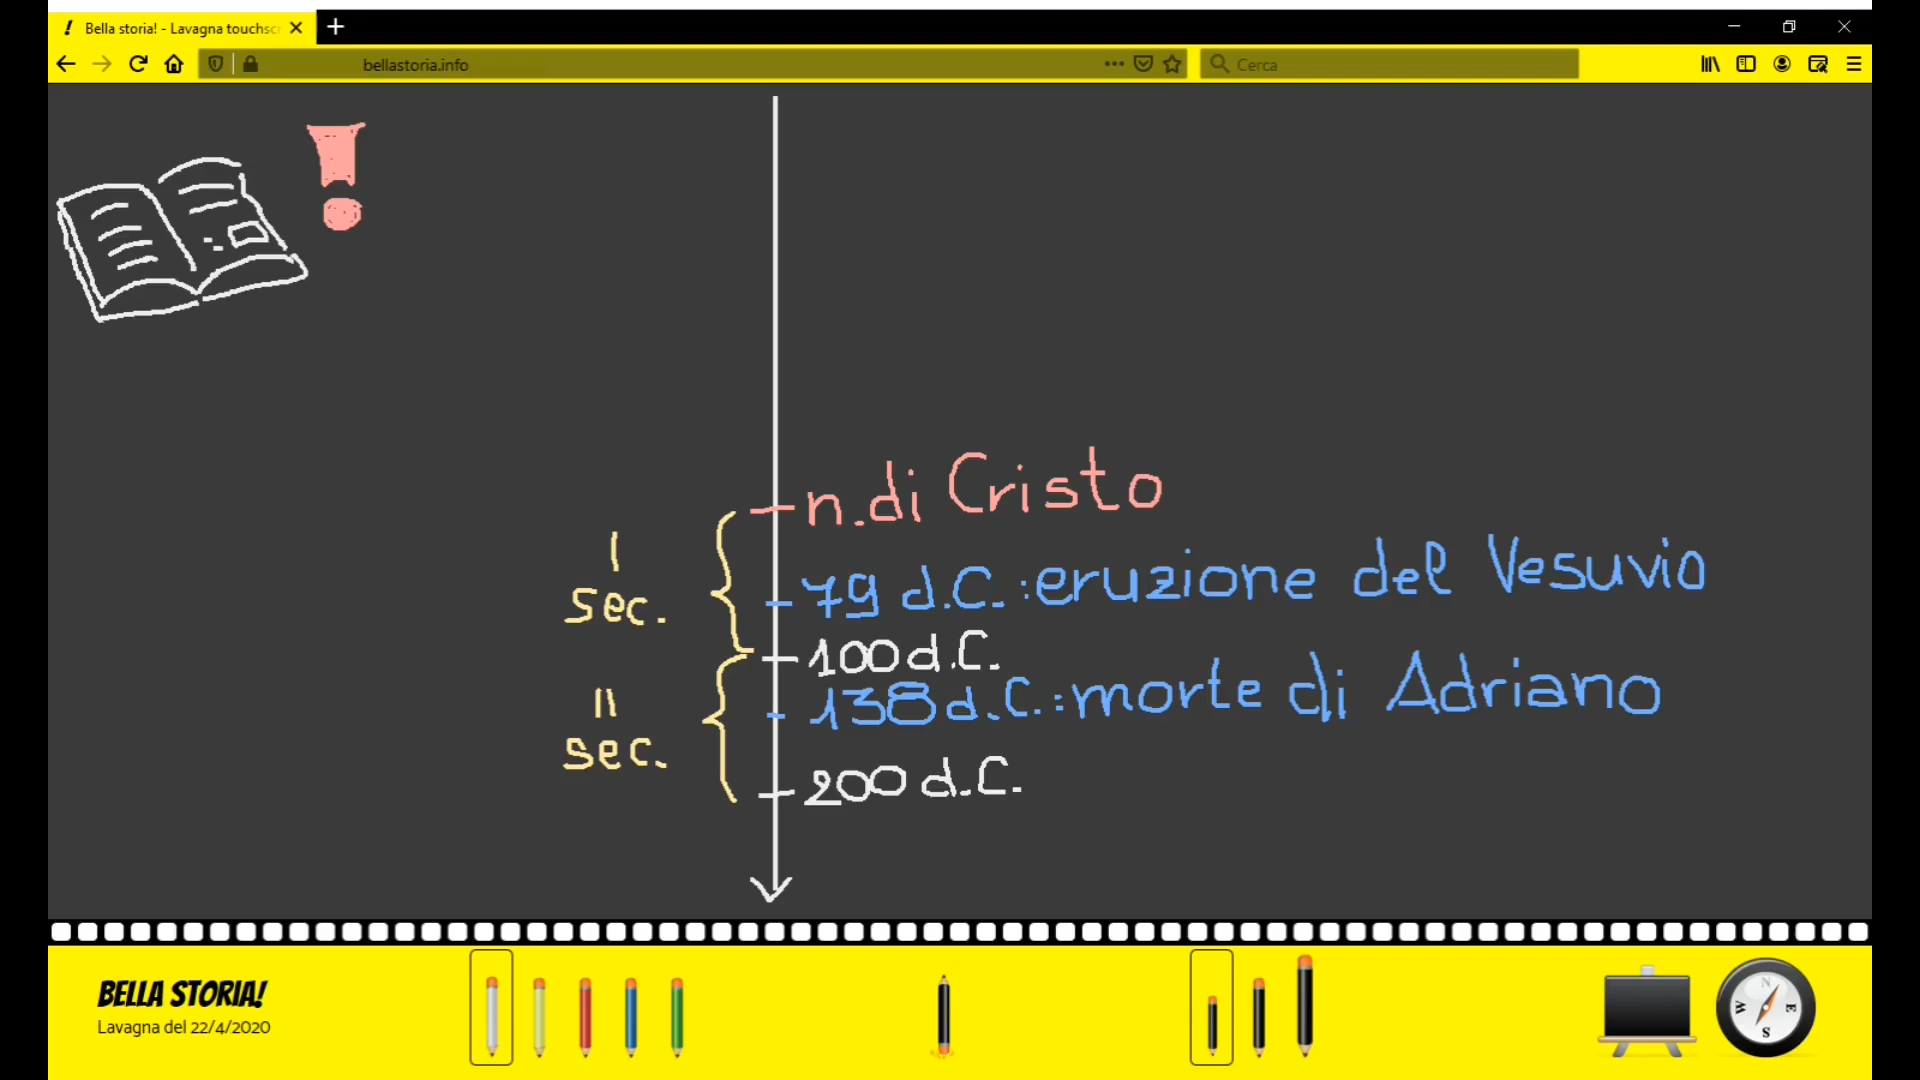 Bella storia! - Lavagna touchscr
bellastoria.info
Cerca
n. di Cristo
I
sec.
79 d.C.: eruzione del Vesuvio
100 d.C.
138 d.C.: morte di Adriano
II
sec.
200 d.C.
BELLA STORIA!
Lavagna del 22/4/2020
N
W
E
S